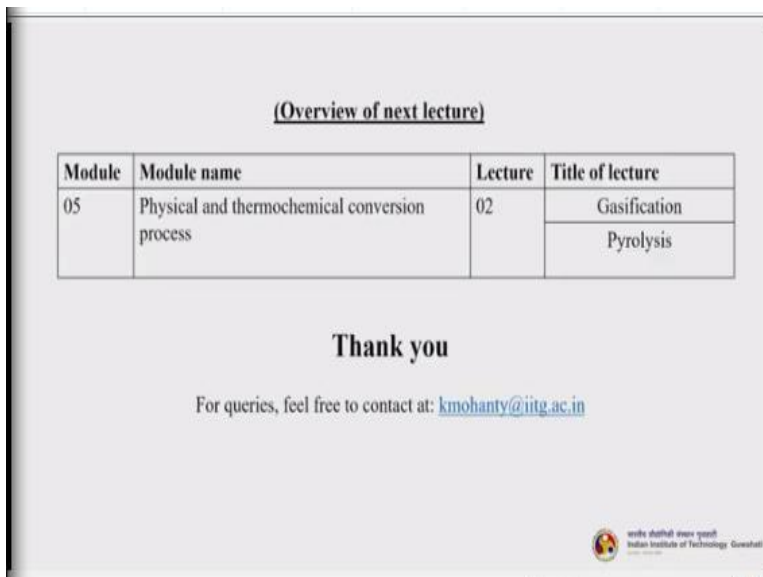 (Overview of next lecture)
Module Module name Lecture Title of lecture
05 Physical and thermochemical conversion process 02 Gasification
Pyrolysis
Thank you
For queries, feel free to contact at: kmohanty@iitg.ac.in
Indian Institute of Technology Guwahati